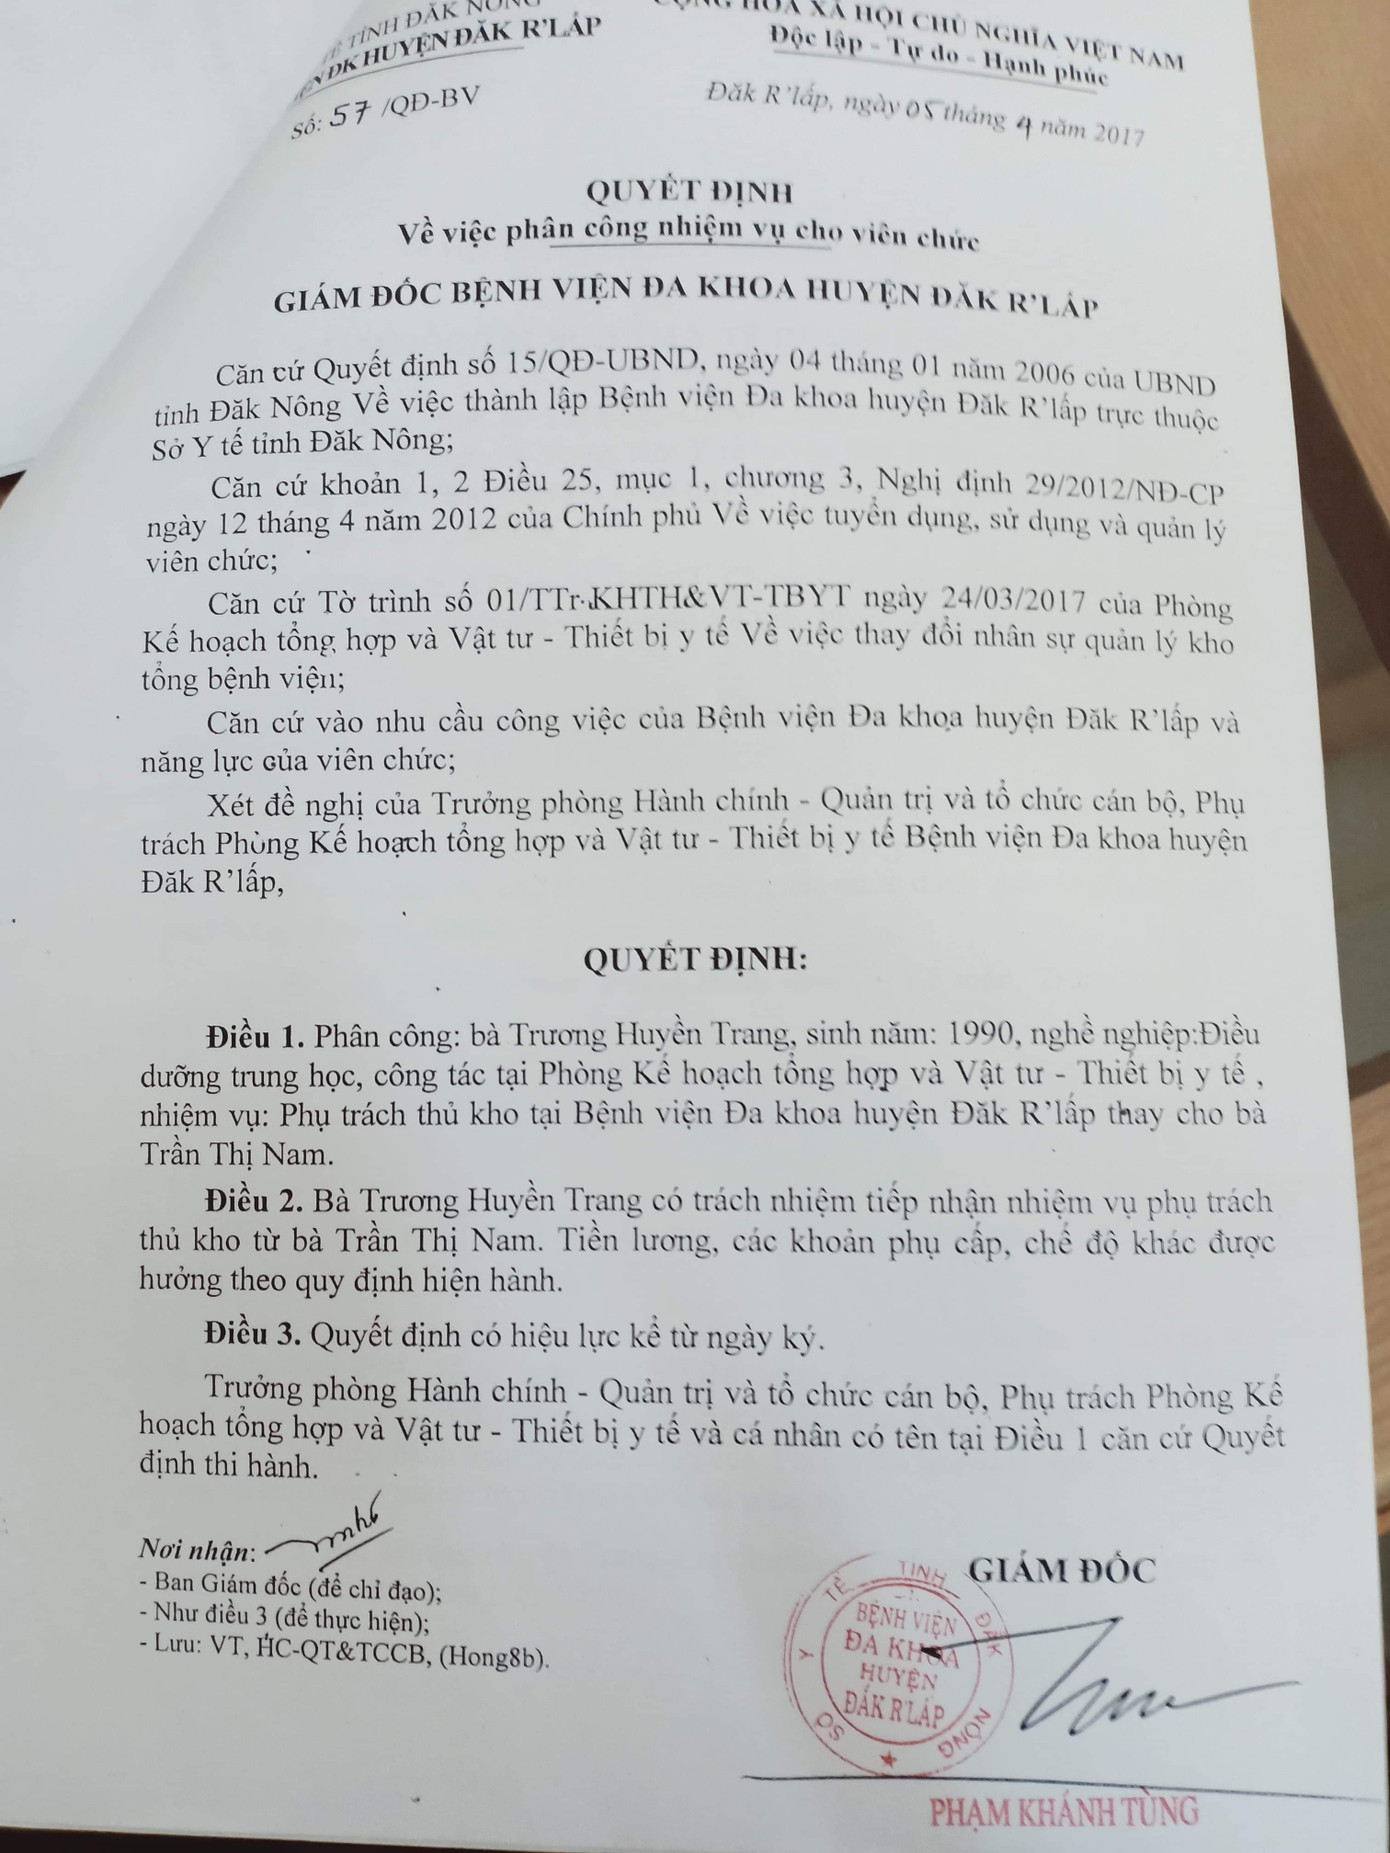 TẾ TỈNH ĐĂK NÔNG
VIỆN ĐK HUYỆN ĐĂK R'LẤP
Số: 57 /QĐ-BV
CỘNG HOÀ XÃ HỘI CHỦ NGHĨA VIỆT NAM
Độc lập - Tự do - Hạnh phúc
Đăk R'lấp, ngày 05 tháng 4 năm 2017
QUYẾT ĐỊNH
Về việc phân công nhiệm vụ cho viên chức
GIÁM ĐỐC BỆNH VIỆN ĐA KHOA HUYỆN ĐĂK R'LẤP
Căn cứ Quyết định số 15/QĐ-UBND, ngày 04 tháng 01 năm 2006 của UBND
tỉnh Đăk Nông Về việc thành lập Bệnh viện Đa khoa huyện Đăk R'lấp trực thuộc
Sở Y tế tỉnh Đăk Nông;
Căn cứ khoản 1, 2 Điều 25, mục 1, chương 3, Nghị định 29/2012/NĐ-CP
ngày 12 tháng 4 năm 2012 của Chính phủ Về việc tuyển dụng, sử dụng và quản lý
viên chức;
Căn cứ Tờ trình số 01/TTr-KHTH&VT-TBYT ngày 24/03/2017 của Phòng
Kế hoạch tổng hợp và Vật tư - Thiết bị y tế Về việc thay đổi nhân sự quản lý kho
tổng bệnh viện;
Căn cứ vào nhu cầu công việc của Bệnh viện Đa khoa huyện Đăk R'lấp và
năng lực của viên chức;
Xét đề nghị của Trưởng phòng Hành chính - Quản trị và tổ chức cán bộ, Phụ
trách Phòng Kế hoạch tổng hợp và Vật tư - Thiết bị y tế Bệnh viện Đa khoa huyện
Đăk R'lấp,
QUYẾT ĐỊNH:
Điều 1. Phân công: bà Trương Huyền Trang, sinh năm: 1990, nghề nghiệp:Điều
dưỡng trung học, công tác tại Phòng Kế hoạch tổng hợp và Vật tư - Thiết bị y tế ,
nhiệm vụ: Phụ trách thủ kho tại Bệnh viện Đa khoa huyện Đăk R'lấp thay cho bà
Trần Thị Nam.
Điều 2. Bà Trương Huyền Trang có trách nhiệm tiếp nhận nhiệm vụ phụ trách
thủ kho từ bà Trần Thị Nam. Tiền lương, các khoản phụ cấp, chế độ khác được
hưởng theo quy định hiện hành.
Điều 3. Quyết định có hiệu lực kể từ ngày ký.
Trưởng phòng Hành chính - Quản trị và tổ chức cán bộ, Phụ trách Phòng Kế
hoạch tổng hợp và Vật tư - Thiết bị y tế và cá nhân có tên tại Điều 1 căn cứ Quyết
định thi hành.
Nơi nhận:
- Ban Giám đốc (để chỉ đạo);
- Như điều 3 (để thực hiện);
- Lưu: VT, HC-QT&TCCB, (Hong8b).
GIÁM ĐỐC
SỞ Y TẾ TỈNH ĐĂK NÔNG
BỆNH VIỆN
ĐA KHOA
HUYỆN
ĐẮK R'LẤP
PHẠM KHÁNH TÙNG